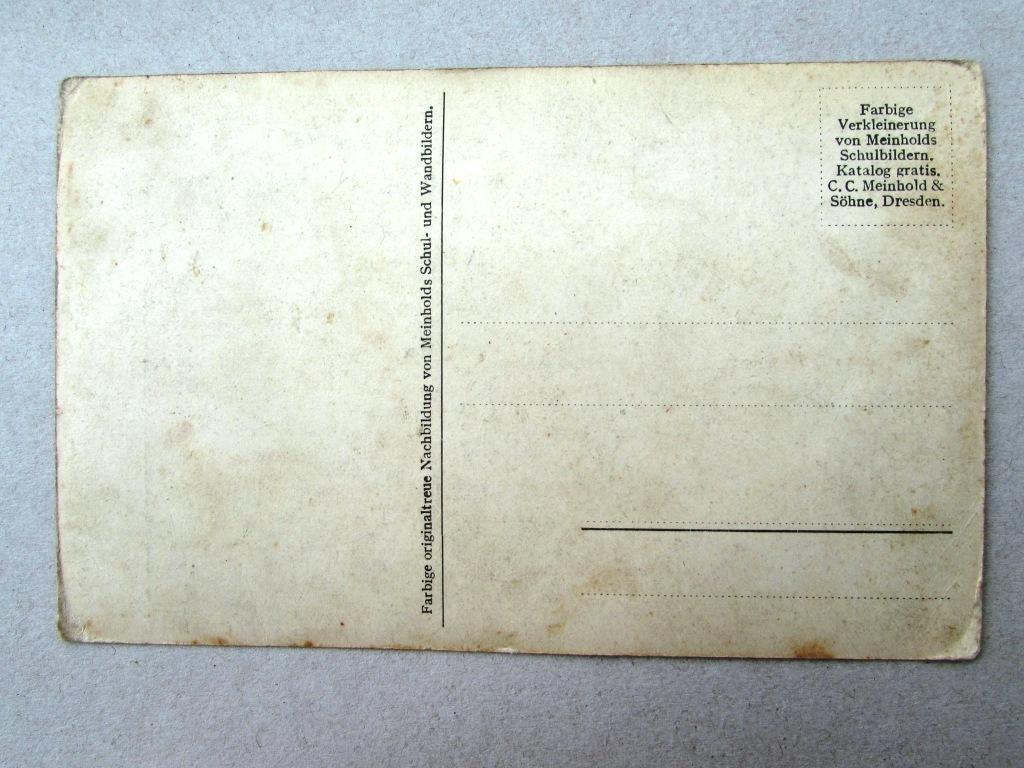 Farbige originaltreue Nachbildung von Meinholds Schul- und Wandbildern.
Farbige
Verkleinerung
von Meinholds
Schulbildern.
Katalog gratis.
C. C. Meinhold &
Söhne, Dresden.